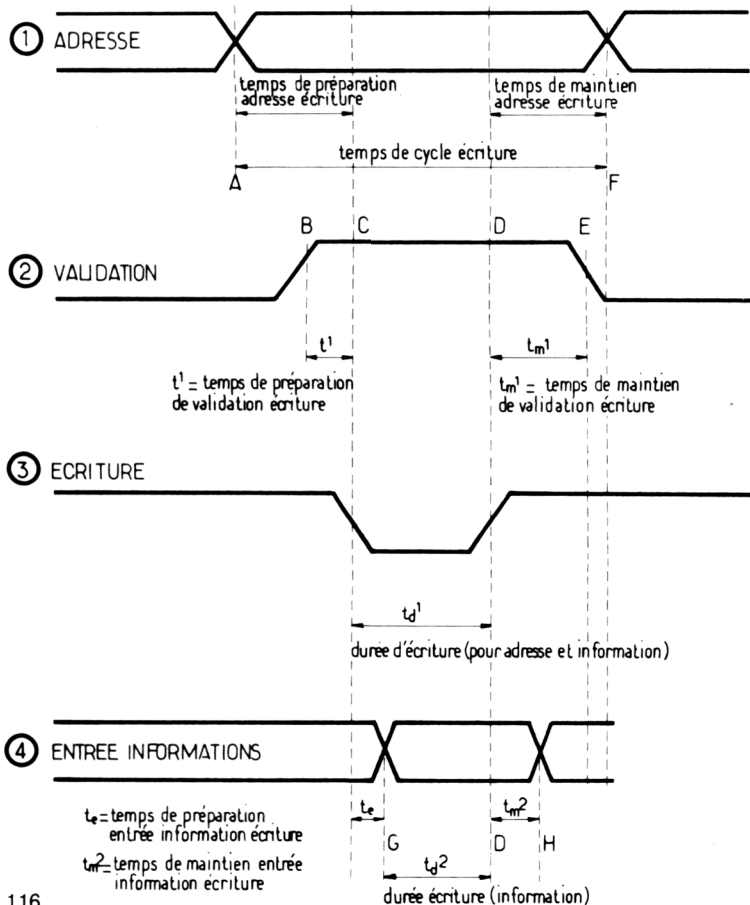 ① ADRESSE
temps de préparation
adresse écriture
temps de maintien
adresse écriture
temps de cycle écriture
A
F
B
C
D
E
② VALIDATION
t¹
tm¹
t¹ = temps de préparation
de validation écriture
tm¹ = temps de maintien
de validation écriture
③ ECRITURE
td¹
durée d'écriture (pour adresse et information)
④ ENTREE INFORMATIONS
te = temps de préparation
entrée information écriture
te
tm²
G
D
H
tm² = temps de maintien entrée
information écriture
td²
durée écriture (information)
116